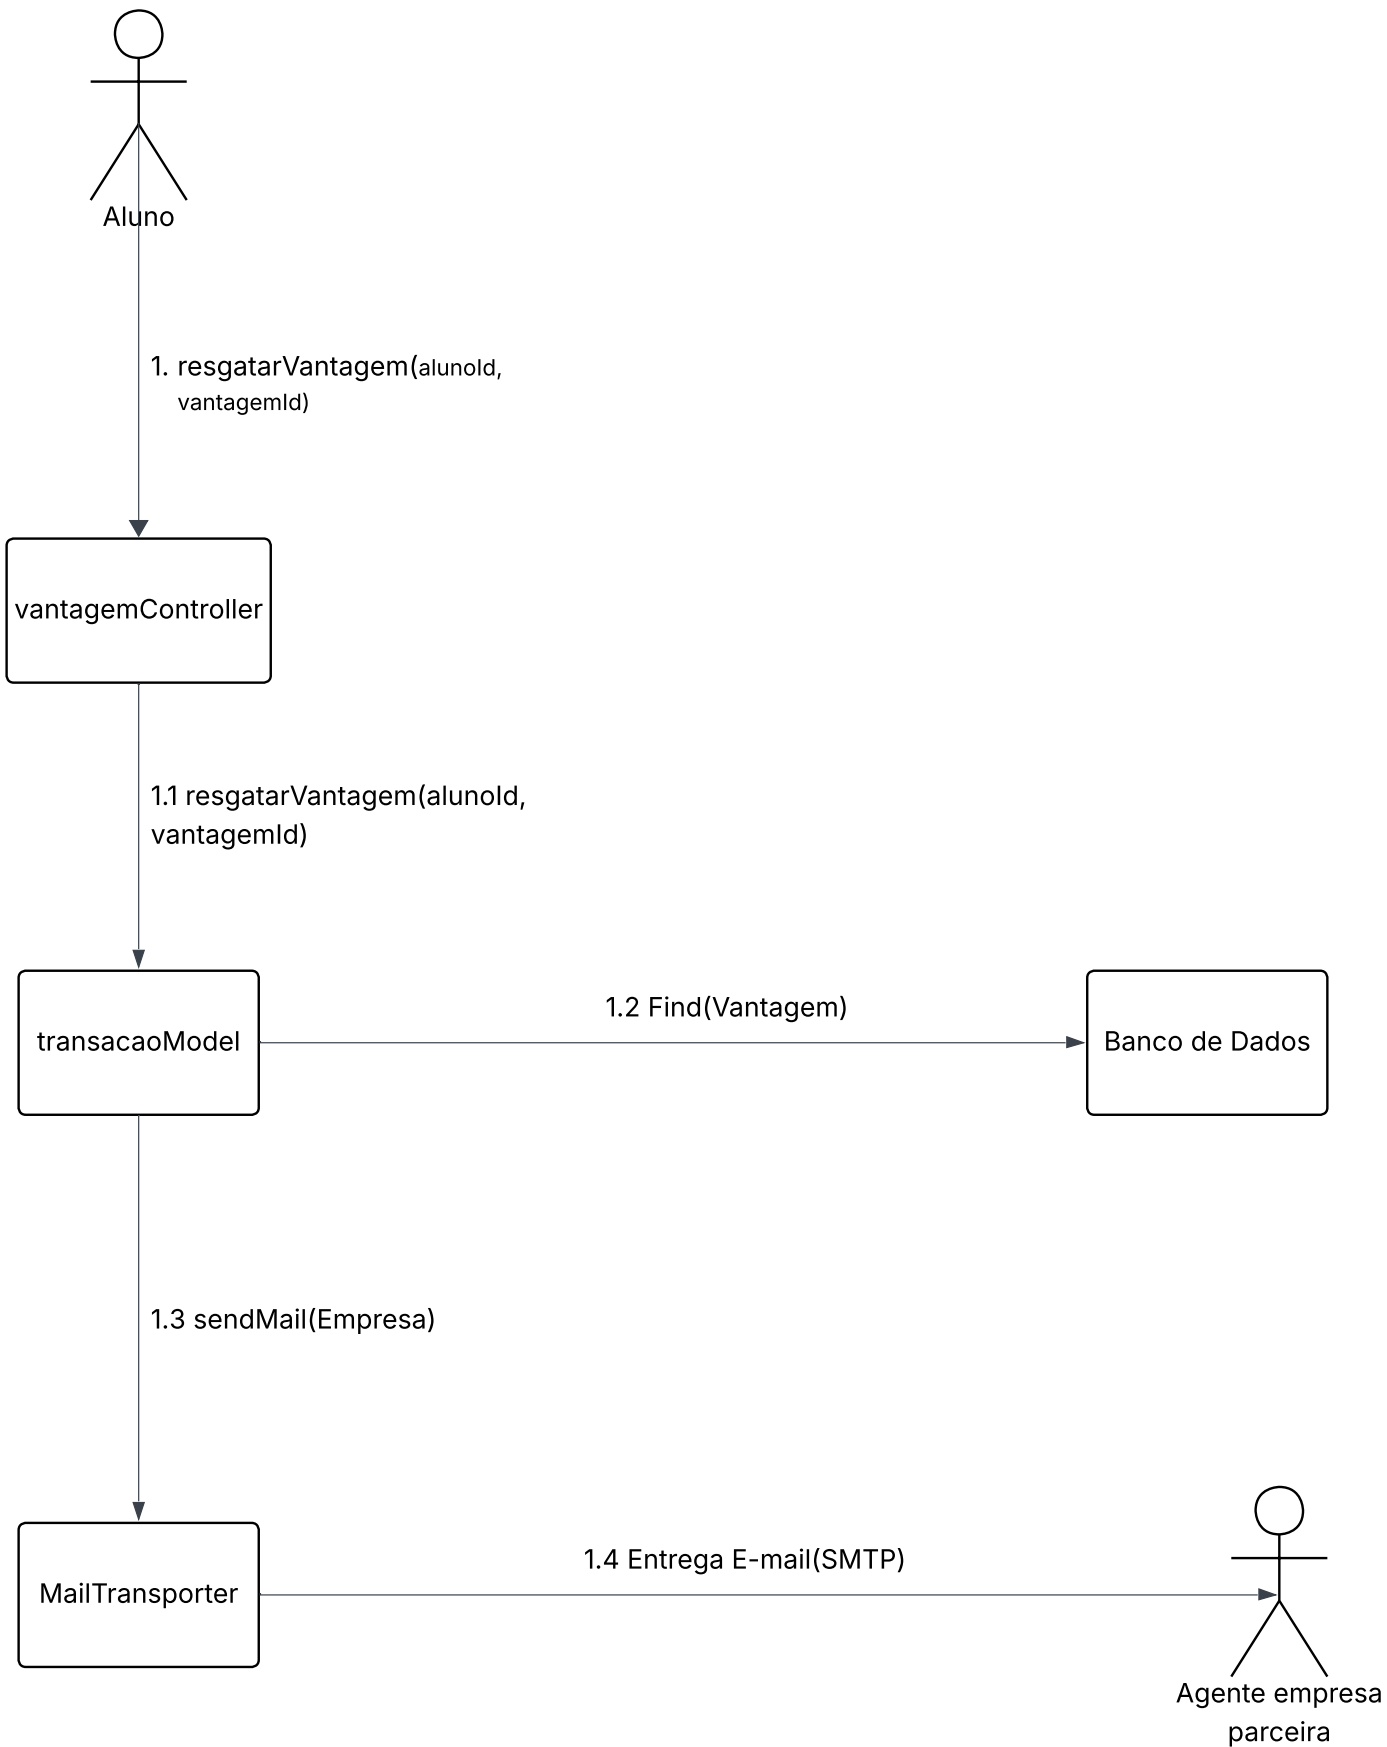 Aluno
1. resgatarVantagem(alunoId,
vantagemId)
vantagemController
1.1 resgatarVantagem(alunoId,
vantagemId)
1.2 Find(Vantagem)
transacaoModel
Banco de Dados
1.3 sendMail(Empresa)
1.4 Entrega E-mail(SMTP)
MailTransporter
Agente empresa
parceira